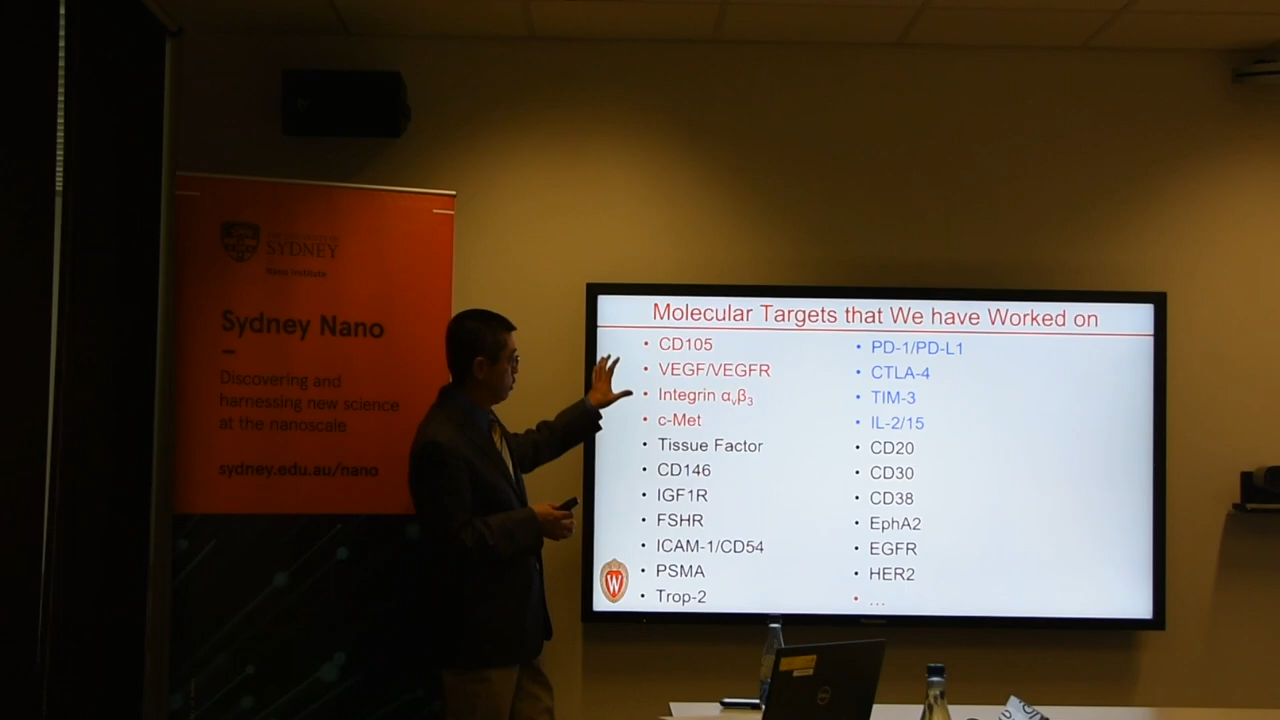 THE UNIVERSITY OF
SYDNEY
Nano Institute
Sydney Nano
Discovering and
harnessing new science
at the nanoscale
sydney.edu.au/nano
Molecular Targets that We have Worked on
• CD105
• VEGF/VEGFR
• Integrin αᵥβ₃
• c-Met
• Tissue Factor
• CD146
• IGF1R
• FSHR
• ICAM-1/CD54
• PSMA
• Trop-2
• PD-1/PD-L1
• CTLA-4
• TIM-3
• IL-2/15
• CD20
• CD30
• CD38
• EphA2
• EGFR
• HER2
• ...
W